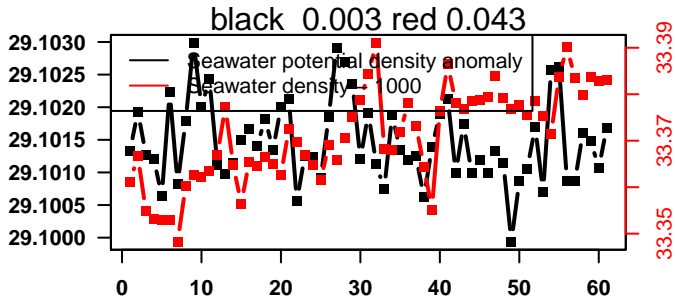 black  0.003 red 0.043
Seawater potential density anomaly
Seawater density - 1000
29.1030
29.1025
29.1020
29.1015
29.1010
29.1005
29.1000
33.39
33.37
33.35
0 10 20 30 40 50 60